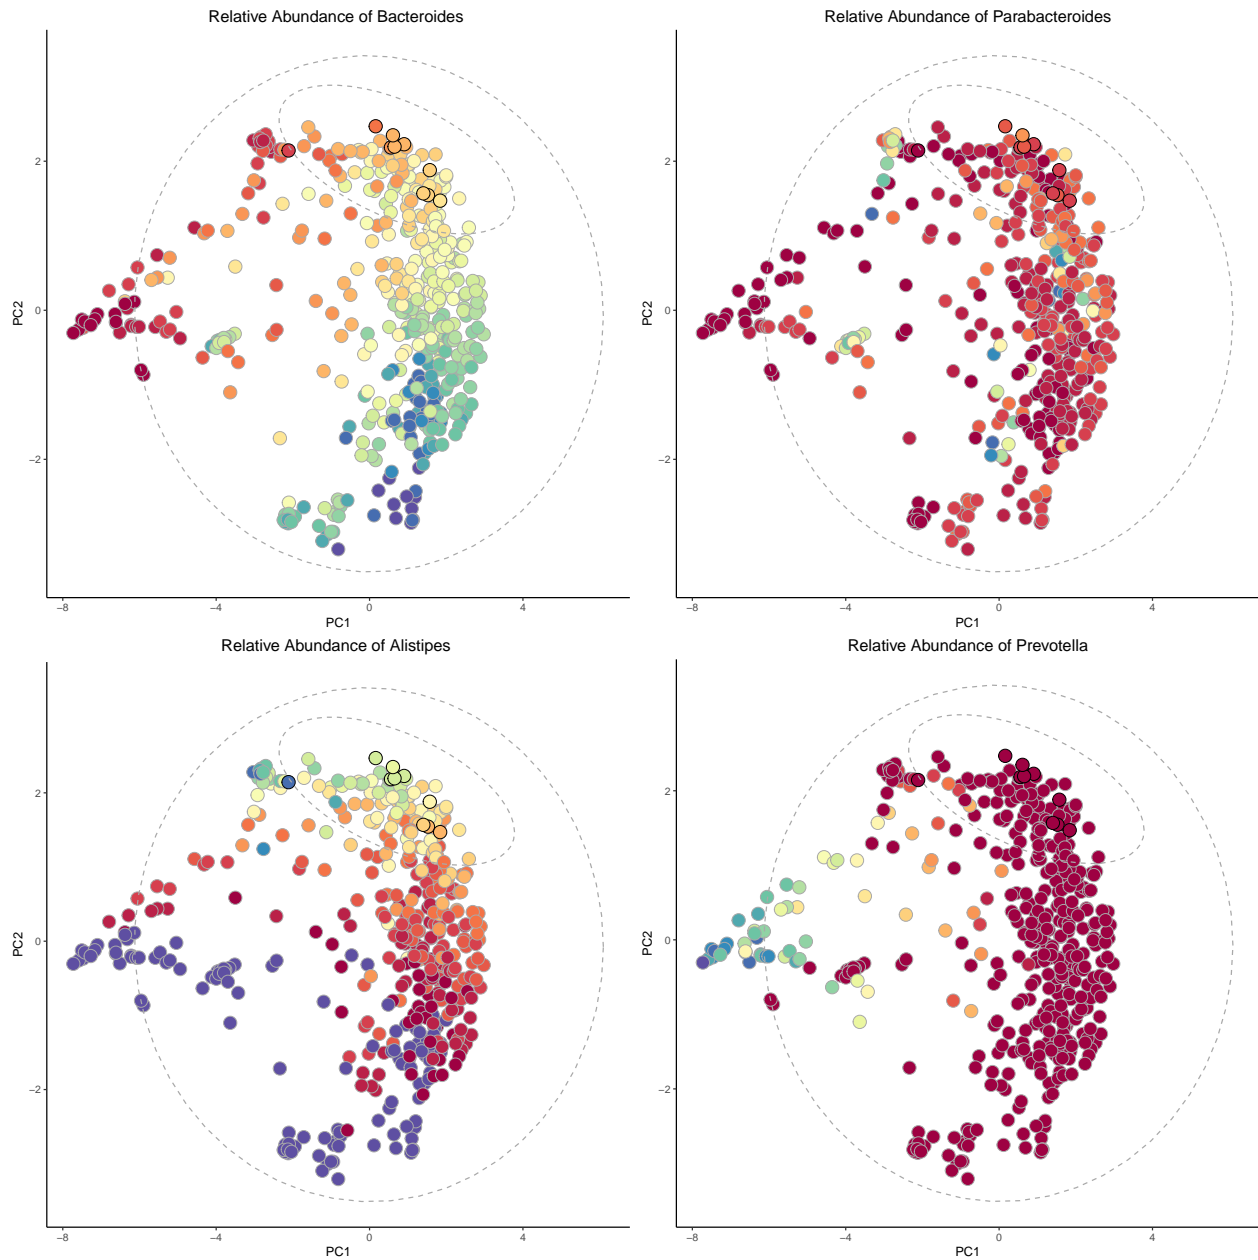 Relative Abundance of Bacteroides
2
0
−2
PC2
−8
−4
0
4
PC1
Relative Abundance of Parabacteroides
2
0
−2
PC2
−8
−4
0
4
PC1
Relative Abundance of Alistipes
2
0
−2
PC2
−8
−4
0
4
PC1
Relative Abundance of Prevotella
2
0
−2
PC2
−8
−4
0
4
PC1